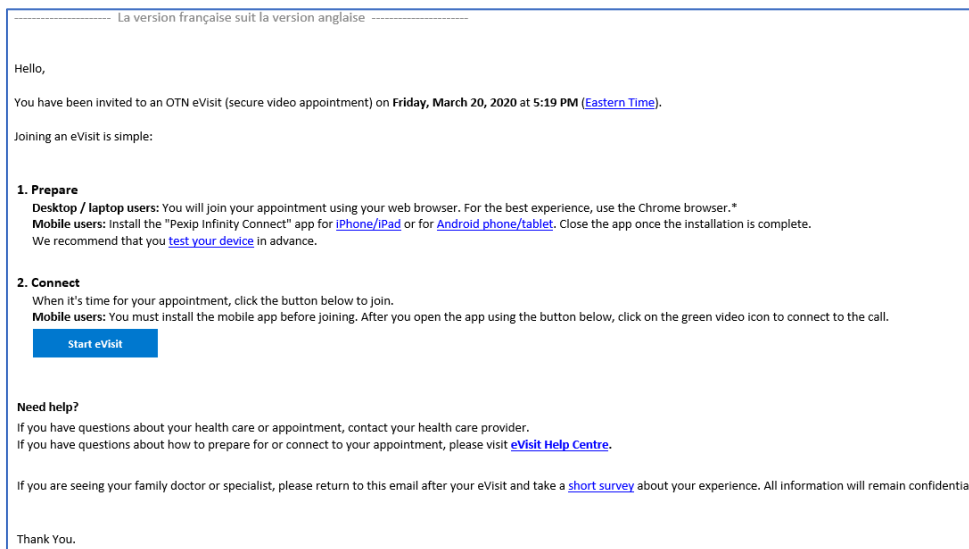 ---------------------- La version française suit la version anglaise ----------------------
Hello,
You have been invited to an OTN eVisit (secure video appointment) on Friday, March 20, 2020 at 5:19 PM (Eastern Time).
Joining an eVisit is simple:
1. Prepare
Desktop / laptop users: You will join your appointment using your web browser. For the best experience, use the Chrome browser.*
Mobile users: Install the "Pexip Infinity Connect" app for iPhone/iPad or for Android phone/tablet. Close the app once the installation is complete.
We recommend that you test your device in advance.
2. Connect
When it's time for your appointment, click the button below to join.
Mobile users: You must install the mobile app before joining. After you open the app using the button below, click on the green video icon to connect to the call.
Start eVisit
Need help?
If you have questions about your health care or appointment, contact your health care provider.
If you have questions about how to prepare for or connect to your appointment, please visit eVisit Help Centre.
If you are seeing your family doctor or specialist, please return to this email after your eVisit and take a short survey about your experience. All information will remain confidentia
Thank You.